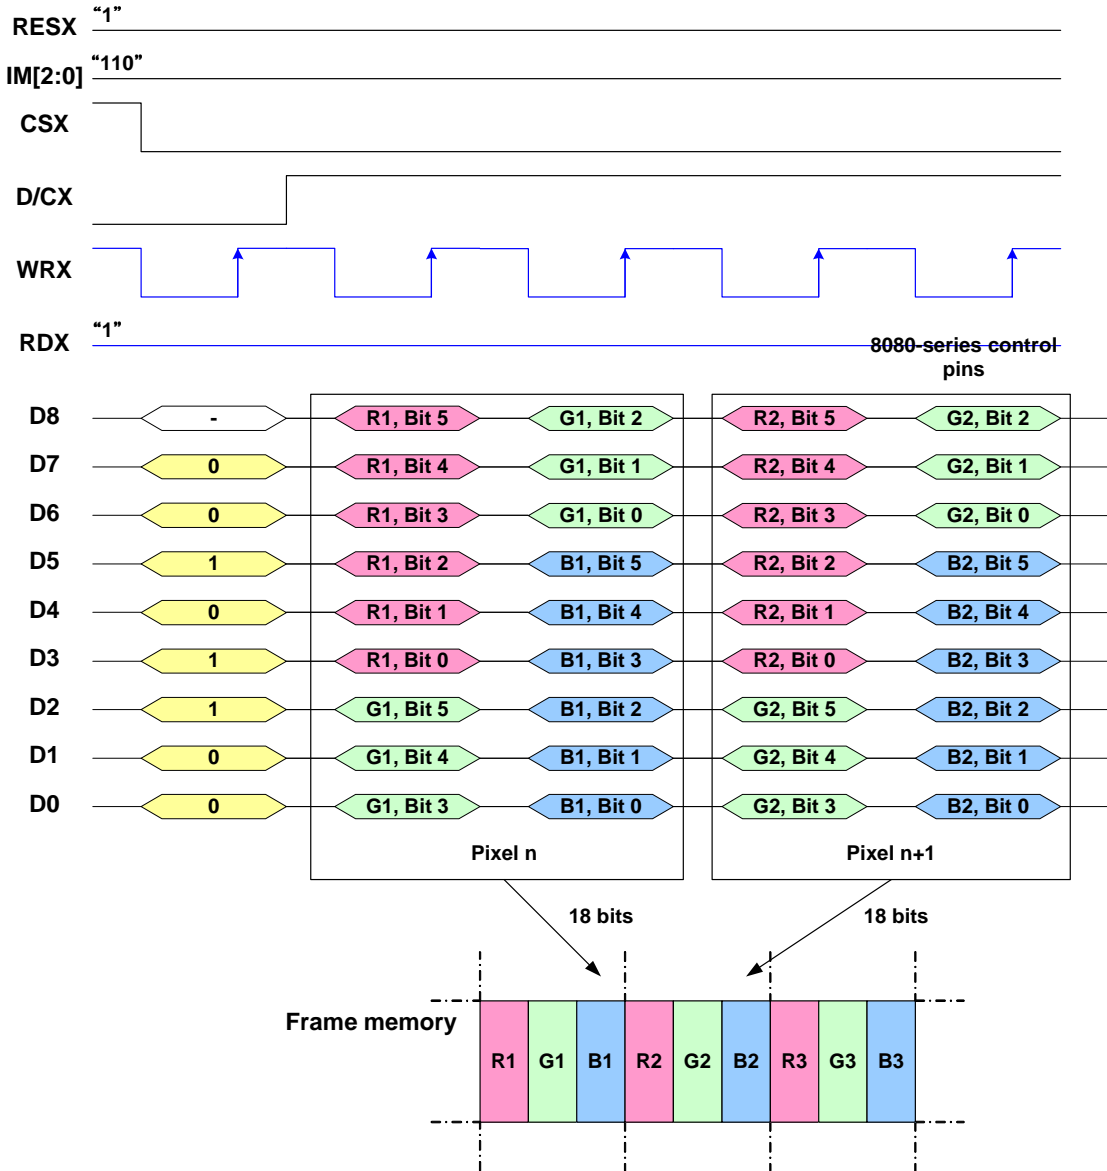 RESX “1”
IM[2:0] “110”
CSX
D/CX
WRX
RDX “1”
8080-series control
pins
D8 - R1, Bit 5 G1, Bit 2 R2, Bit 5 G2, Bit 2
D7 0 R1, Bit 4 G1, Bit 1 R2, Bit 4 G2, Bit 1
D6 0 R1, Bit 3 G1, Bit 0 R2, Bit 3 G2, Bit 0
D5 1 R1, Bit 2 B1, Bit 5 R2, Bit 2 B2, Bit 5
D4 0 R1, Bit 1 B1, Bit 4 R2, Bit 1 B2, Bit 4
D3 1 R1, Bit 0 B1, Bit 3 R2, Bit 0 B2, Bit 3
D2 1 G1, Bit 5 B1, Bit 2 G2, Bit 5 B2, Bit 2
D1 0 G1, Bit 4 B1, Bit 1 G2, Bit 4 B2, Bit 1
D0 0 G1, Bit 3 B1, Bit 0 G2, Bit 3 B2, Bit 0
Pixel n Pixel n+1
18 bits 18 bits
Frame memory
R1 G1 B1 R2 G2 B2 R3 G3 B3